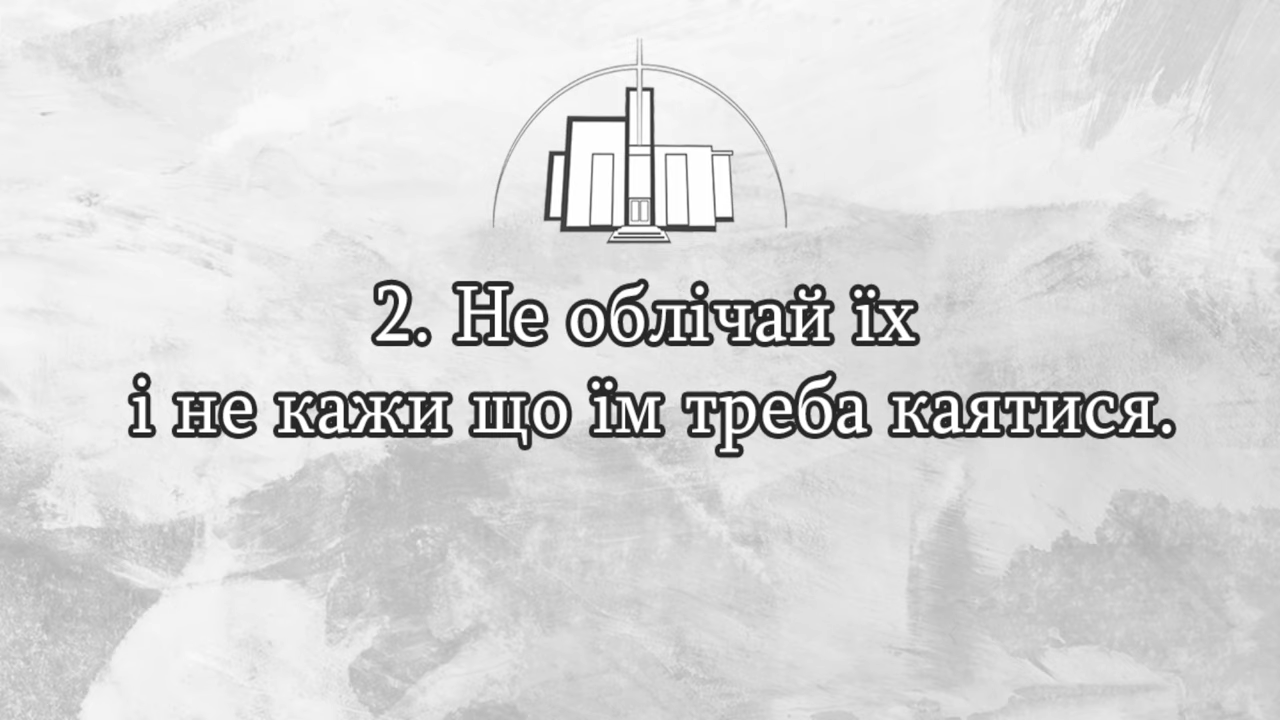 2. Не облічай їх
і не кажи що їм треба каятися.